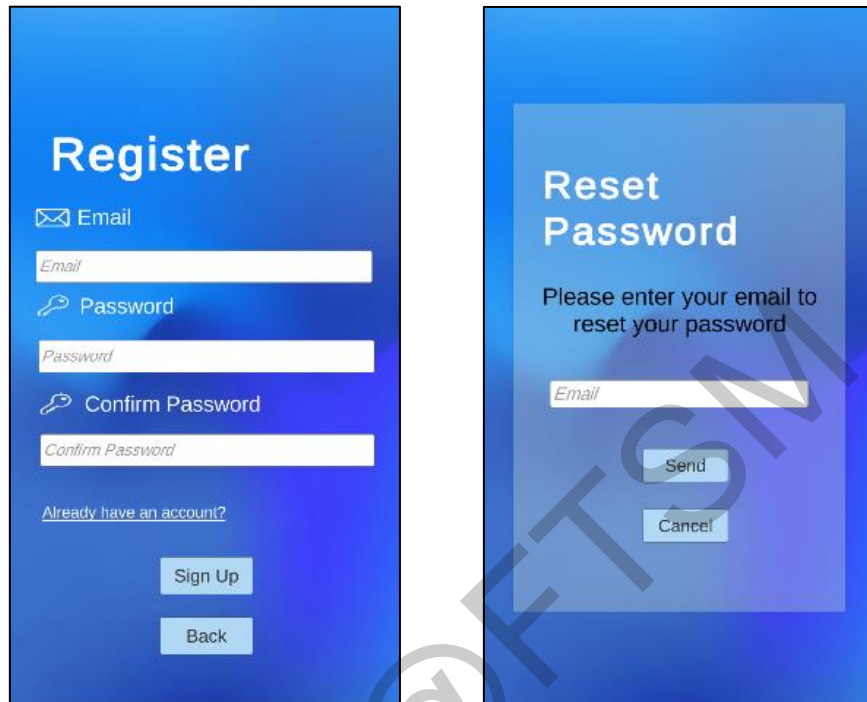 Register
Email
Email
Password
Password
Confirm Password
Confirm Password
Already have an account?
Sign Up
Back
Reset
Password
Please enter your email to
reset your password
Email
Send
Cancel
@FTSM